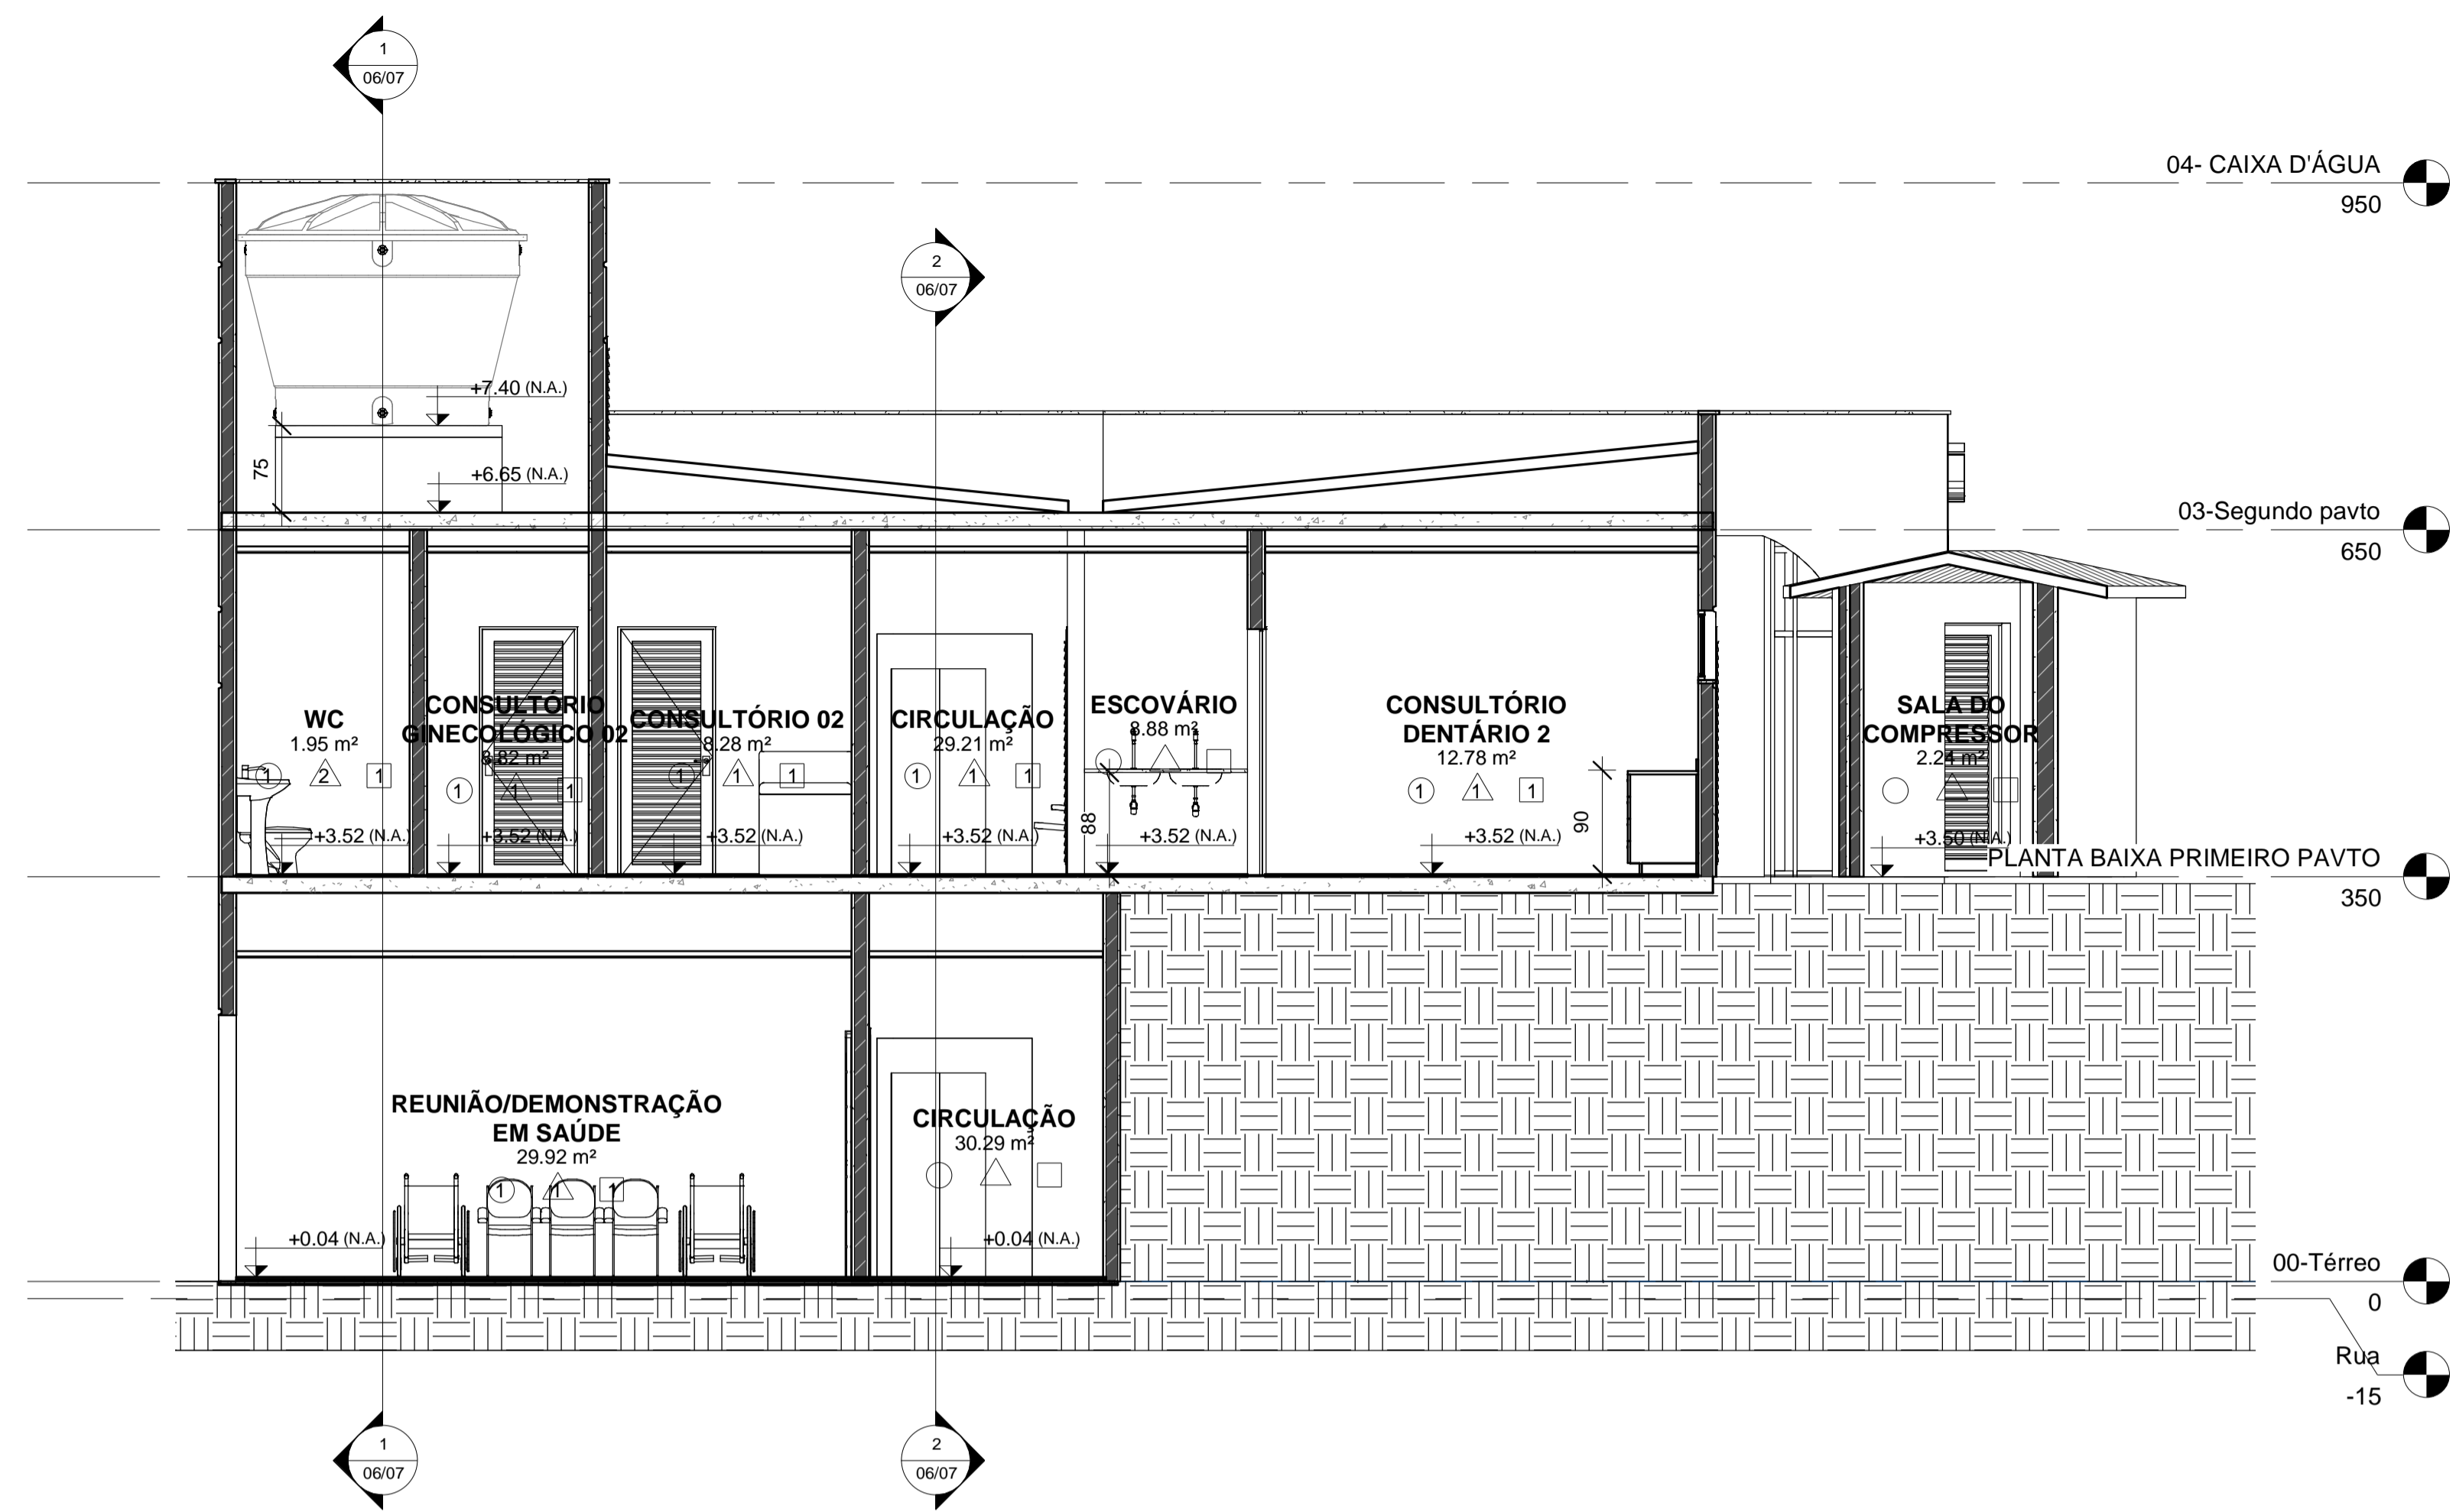 1
06/07
04- CAIXA D'ÁGUA
950
2
06/07
+7.40 (N.A.)
75
+6.65 (N.A.)
03-Segundo pavto
650
WC
1.95 m²
1
2
1
+3.52 (N.A.)
CONSULTÓRIO
GINECOLÓGICO 02
8.82 m²
1
1
1
+3.52 (N.A.)
CONSULTÓRIO 02
8.28 m²
1
1
1
+3.52 (N.A.)
CIRCULAÇÃO
29.21 m²
1
1
1
+3.52 (N.A.)
ESCOVÁRIO
8.88 m²
88
+3.52 (N.A.)
CONSULTÓRIO
DENTÁRIO 2
12.78 m²
1
1
1
+3.52 (N.A.)
90
SALA DO
COMPRESSOR
2.24 m²
+3.50 (N.A.)
PLANTA BAIXA PRIMEIRO PAVTO
350
REUNIÃO/DEMONSTRAÇÃO
EM SAÚDE
29.92 m²
1
1
1
+0.04 (N.A.)
CIRCULAÇÃO
30.29 m²
+0.04 (N.A.)
00-Térreo
0
Rua
-15
1
06/07
2
06/07